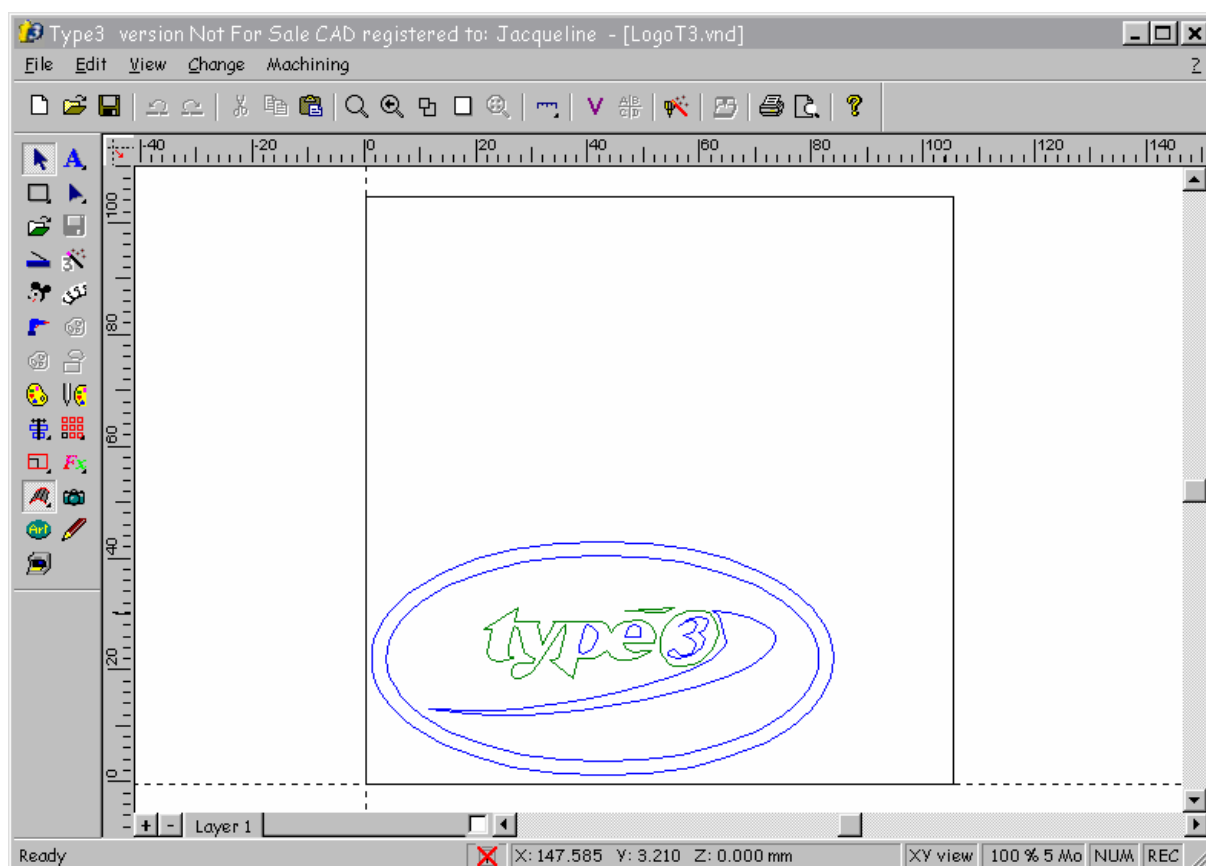 Type3 version Not For Sale CAD registered to: Jacqueline - [LogoT3.vnd]
File Edit View Change Machining ?
-40 -20 0 20 40 60 80 100 120 140
100
80
60
40
20
0
type3
Layer 1
Ready X: 147.585 Y: 3.210 Z: 0.000 mm XY view 100 % 5 Mo NUM REC